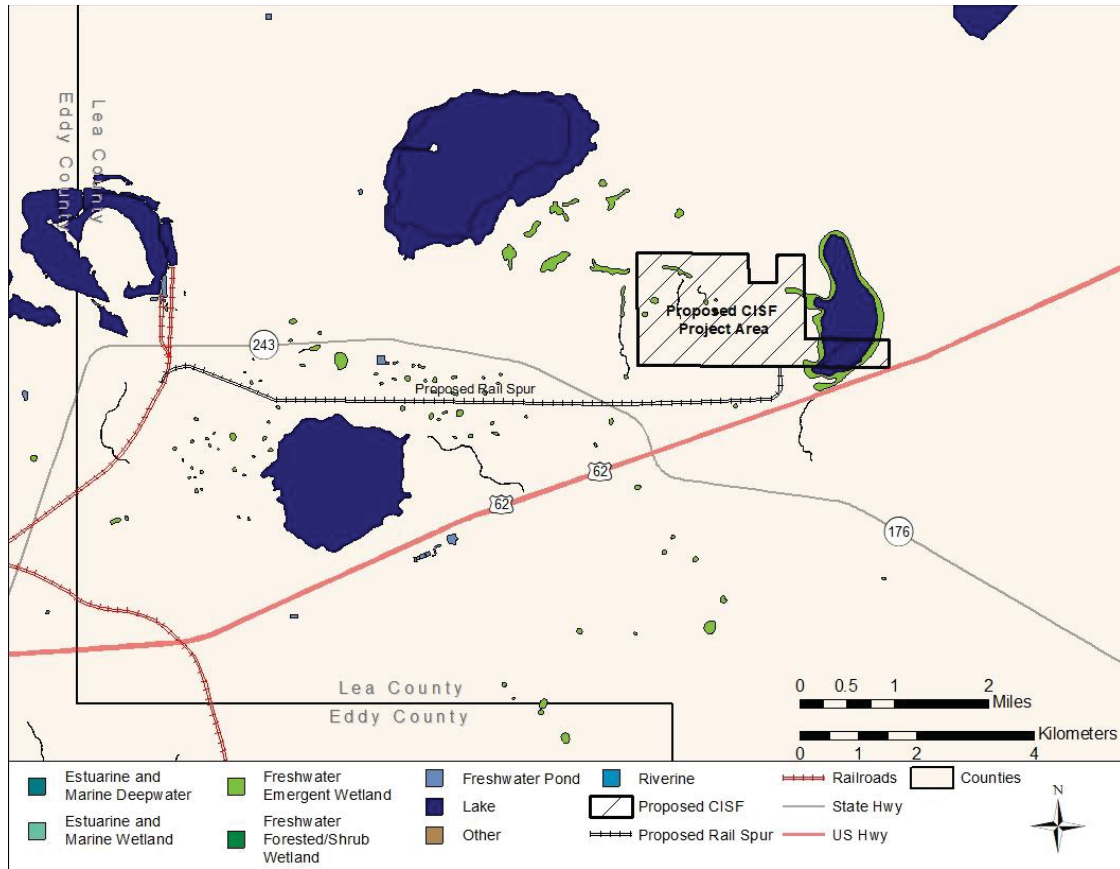 Lea County
Eddy County
243
Proposed Rail Spur
Proposed CISF
Project Area
62
62
176
Lea County
Eddy County
0 0.5 1 2
Miles
Kilometers
0 1 2 4
Estuarine and
Marine Deepwater
Estuarine and
Marine Wetland
Freshwater
Emergent Wetland
Freshwater
Forested/Shrub
Wetland
Freshwater Pond
Lake
Other
Riverine
Proposed CISF
Proposed Rail Spur
Railroads
State Hwy
US Hwy
Counties
N